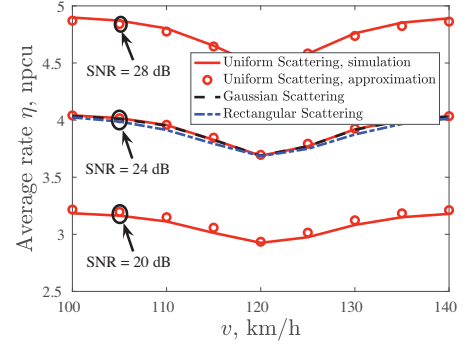 5
4.5
4
3.5
3
2.5
Average rate η, npcu
SNR = 28 dB
Uniform Scattering, simulation
Uniform Scattering, approximation
Gaussian Scattering
Rectangular Scattering
SNR = 24 dB
SNR = 20 dB
100 110 120 130 140
v, km/h